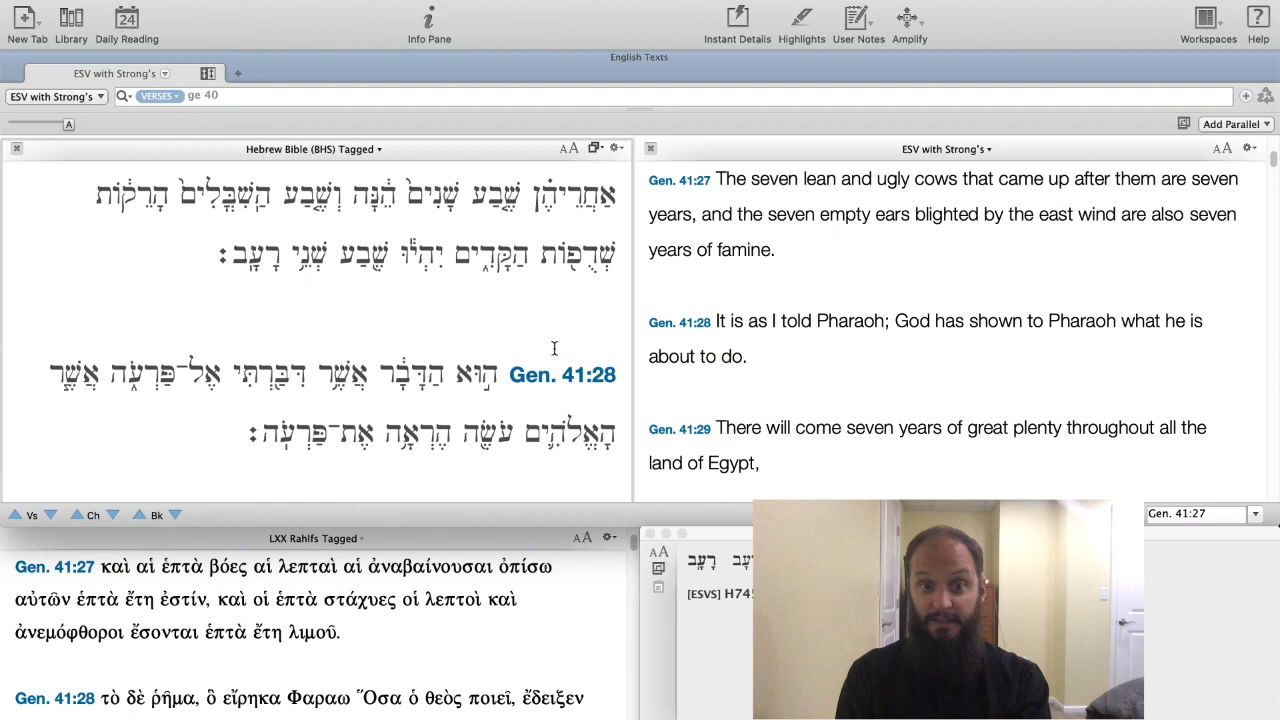 New Tab Library Daily Reading Info Pane Instant Details Highlights User Notes Amplify Workspaces Help
24
English Texts
ESV with Strong's
ESV with Strong's VERSES ge 40
A Add Parallel
Hebrew Bible (BHS) Tagged AA
אַחֲרֵיהֶ֗ן שֶׁ֤בַע שָׁנִים֙ הֵ֔נָּה וְשֶׁ֤בַע הַֽשִׁבֳּלִים֙ הָרֵק֔וֹת
שְׁדֻפ֖וֹת הַקָּדִ֑ים יִהְי֕וּ שֶׁ֖בַע שְׁנֵ֥י רָעָֽב׃
Gen. 41:28 ה֣וּא הַדָּבָ֔ר אֲשֶׁ֥ר דִּבַּ֖רְתִּי אֶל־פַּרְעֹ֑ה אֲשֶׁ֧ר
הָאֱלֹהִ֛ים עֹשֶׂ֖ה הֶרְאָ֥ה אֶת־פַּרְעֹֽה׃
Vs Ch Bk
ESV with Strong's AA
Gen. 41:27 The seven lean and ugly cows that came up after them are seven
years, and the seven empty ears blighted by the east wind are also seven
years of famine.
Gen. 41:28 It is as I told Pharaoh; God has shown to Pharaoh what he is
about to do.
Gen. 41:29 There will come seven years of great plenty throughout all the
land of Egypt,
Gen. 41:27
LXX Rahlfs Tagged AA
Gen. 41:27 καὶ αἱ ἑπτὰ βόες αἱ λεπταὶ αἱ ἀναβαίνουσαι ὀπίσω
αὐτῶν ἑπτὰ ἔτη ἐστίν, καὶ οἱ ἑπτὰ στάχυες οἱ λεπτοὶ καὶ
ἀνεμόφθοροι ἔσονται ἑπτὰ ἔτη λιμοῦ.
Gen. 41:28 τὸ δὲ ῥῆμα, ὃ εἴρηκα Φαραω Ὅσα ὁ θεὸς ποιεῖ, ἔδειξεν
AA רָעָֽב
[ESVS]